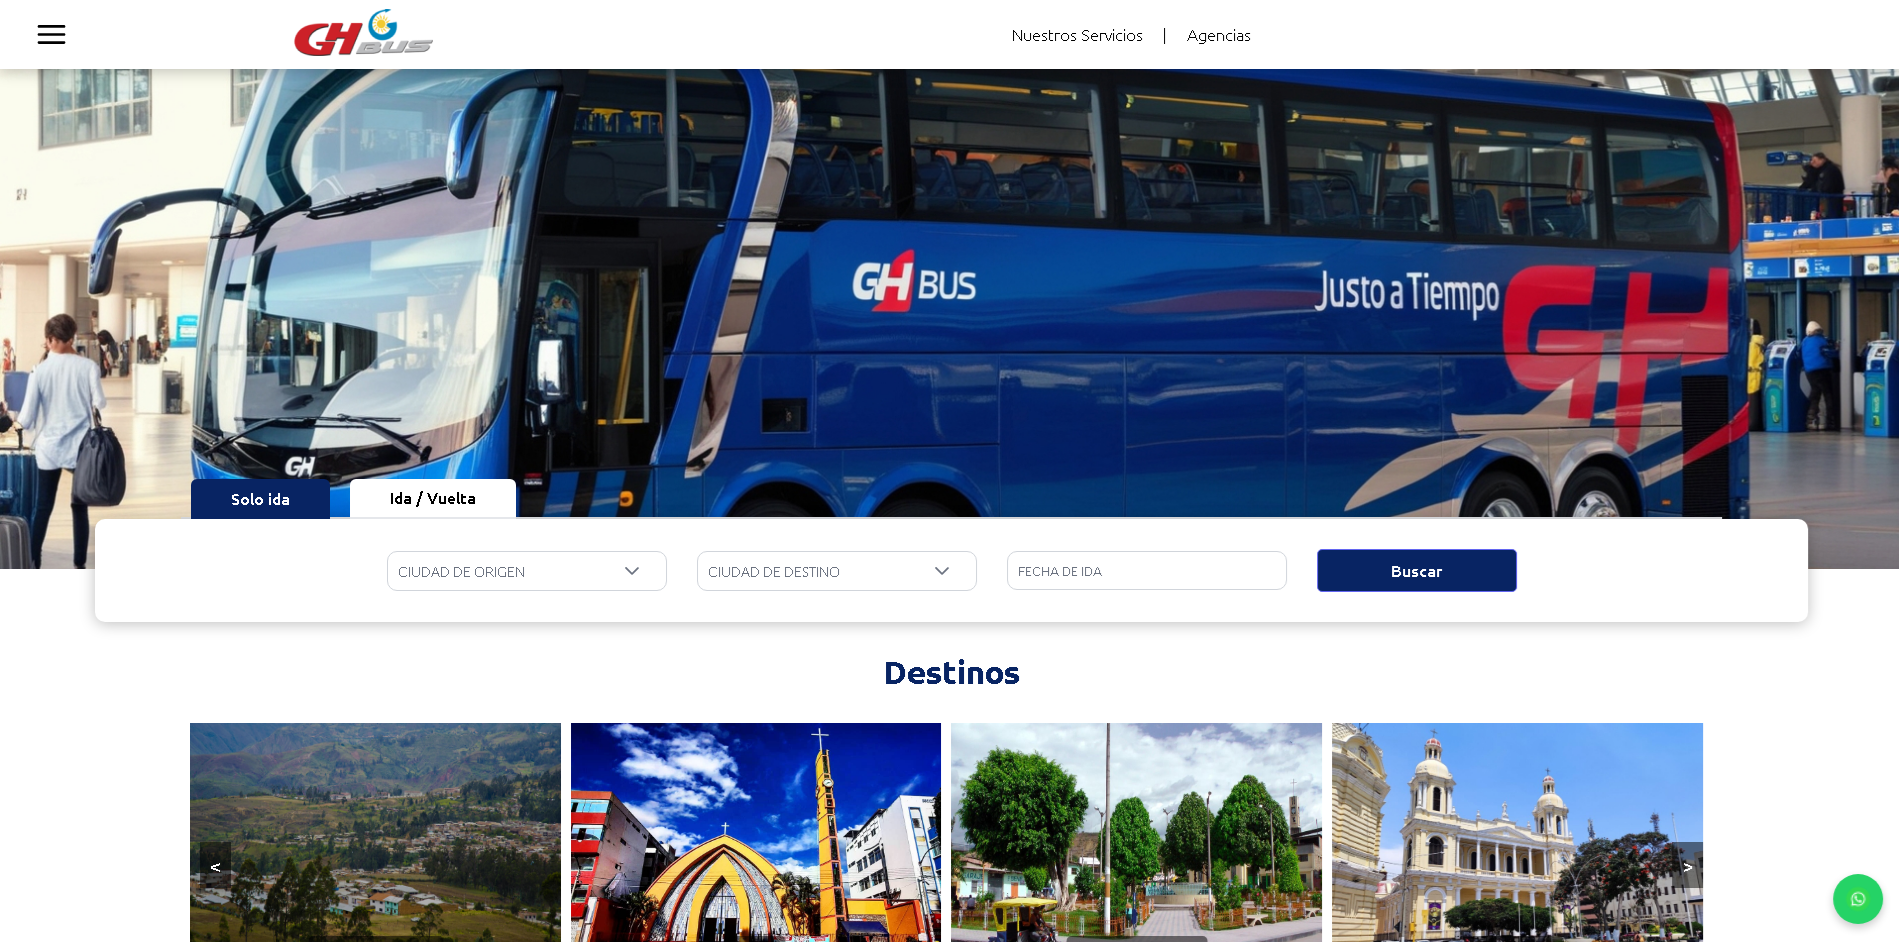 GH BUS
Nuestros Servicios | Agencias
GH BUS
Justo a Tiempo
GH
GH
Solo ida
Ida / Vuelta
CIUDAD DE ORIGEN
CIUDAD DE DESTINO
FECHA DE IDA
Buscar
Destinos
<
>